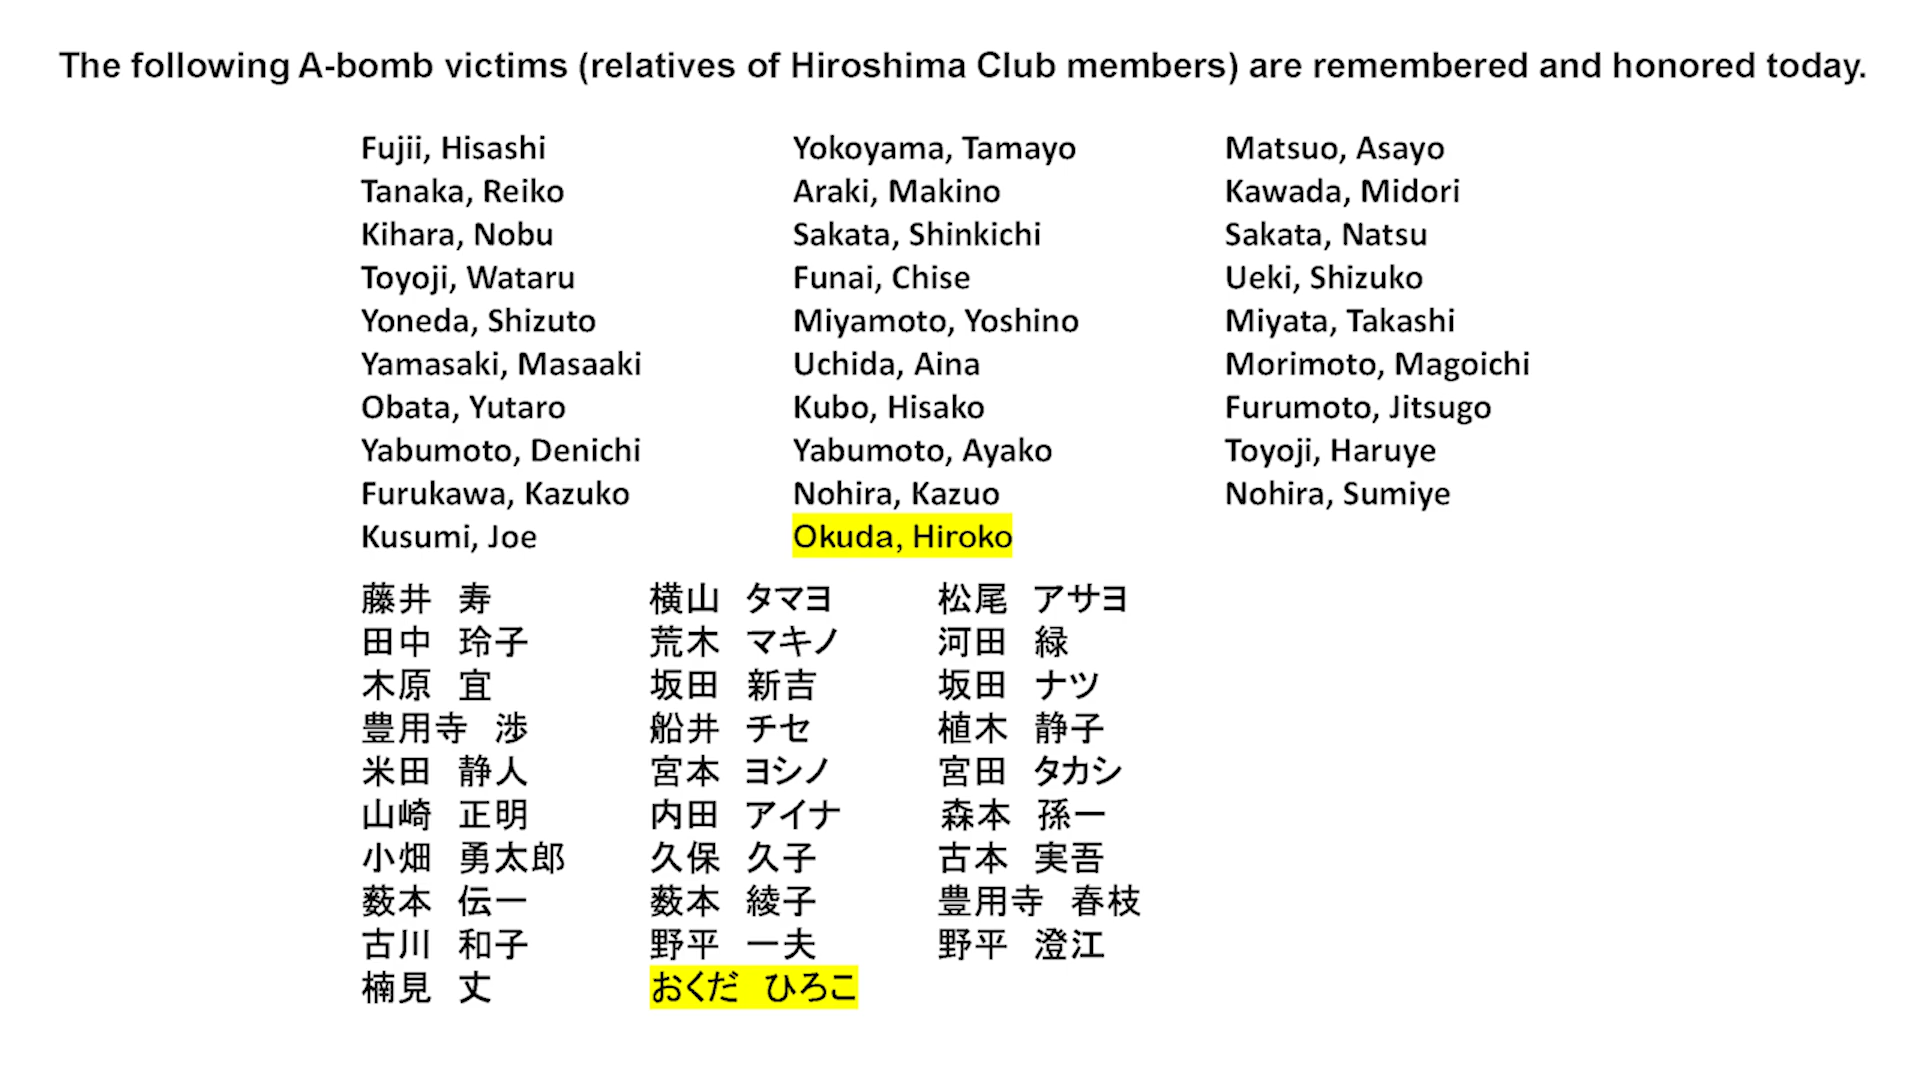 The following A-bomb victims (relatives of Hiroshima Club members) are remembered and honored today.
Fujii, Hisashi Yokoyama, Tamayo Matsuo, Asayo
Tanaka, Reiko Araki, Makino Kawada, Midori
Kihara, Nobu Sakata, Shinkichi Sakata, Natsu
Toyoji, Wataru Funai, Chise Ueki, Shizuko
Yoneda, Shizuto Miyamoto, Yoshino Miyata, Takashi
Yamasaki, Masaaki Uchida, Aina Morimoto, Magoichi
Obata, Yutaro Kubo, Hisako Furumoto, Jitsugo
Yabumoto, Denichi Yabumoto, Ayako Toyoji, Haruye
Furukawa, Kazuko Nohira, Kazuo Nohira, Sumiye
Kusumi, Joe Okuda, Hiroko
藤井 寿 横山 タマヨ 松尾 アサヨ
田中 玲子 荒木 マキノ 河田 緑
木原 宜 坂田 新吉 坂田 ナツ
豊用寺 渉 船井 チセ 植木 静子
米田 静人 宮本 ヨシノ 宮田 タカシ
山崎 正明 内田 アイナ 森本 孫一
小畑 勇太郎 久保 久子 古本 実吾
薮本 伝一 薮本 綾子 豊用寺 春枝
古川 和子 野平 一夫 野平 澄江
楠見 丈 おくだ ひろこ